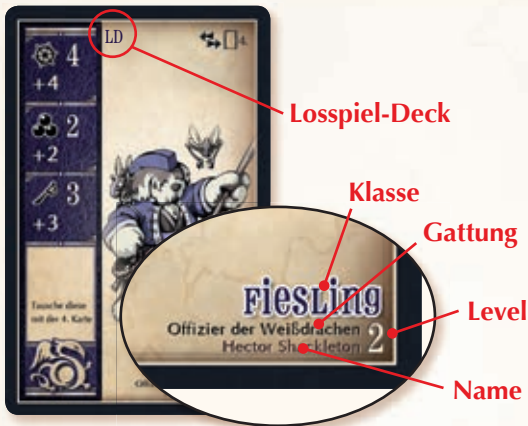 LD
4.
4
+4
2
+2
3
+3
Tausche diese
mit der 4. Karte
Losspiel-Deck
Klasse
Gattung
Level
Name
Fiesling
Offizier der Weißdrachen
Hector Shackleton
2